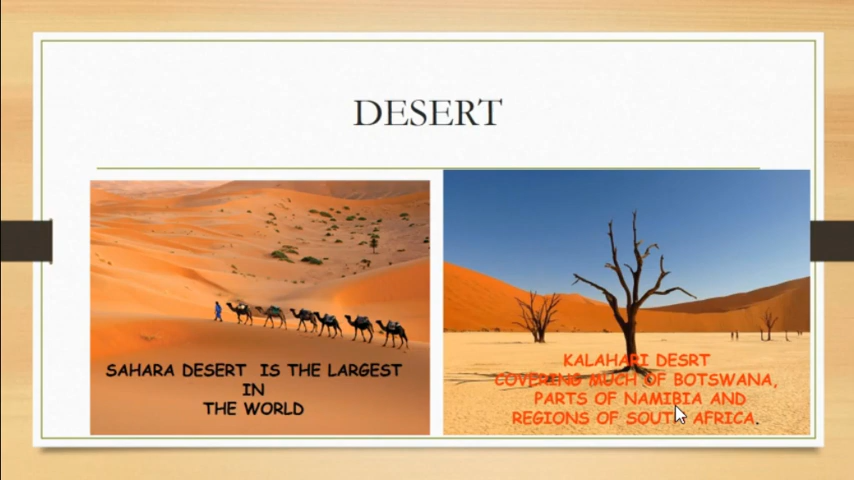 DESERT
SAHARA DESERT IS THE LARGEST
IN
THE WORLD
KALAHARI DESRT
COVERING MUCH OF BOTSWANA,
PARTS OF NAMIBIA AND
REGIONS OF SOUTH AFRICA.